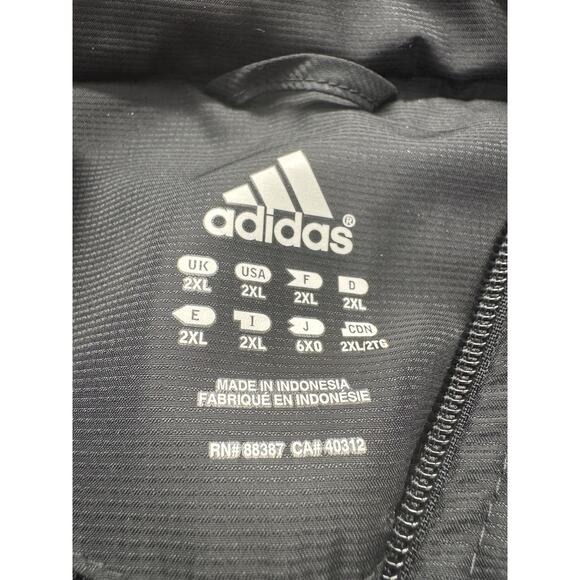 adidas®
UK USA F D
2XL 2XL 2XL 2XL
E I J CDN
2XL 2XL 6XO 2XL/2TG
MADE IN INDONESIA
FABRIQUÉ EN INDONÉSIE
RN# 88387 CA# 40312